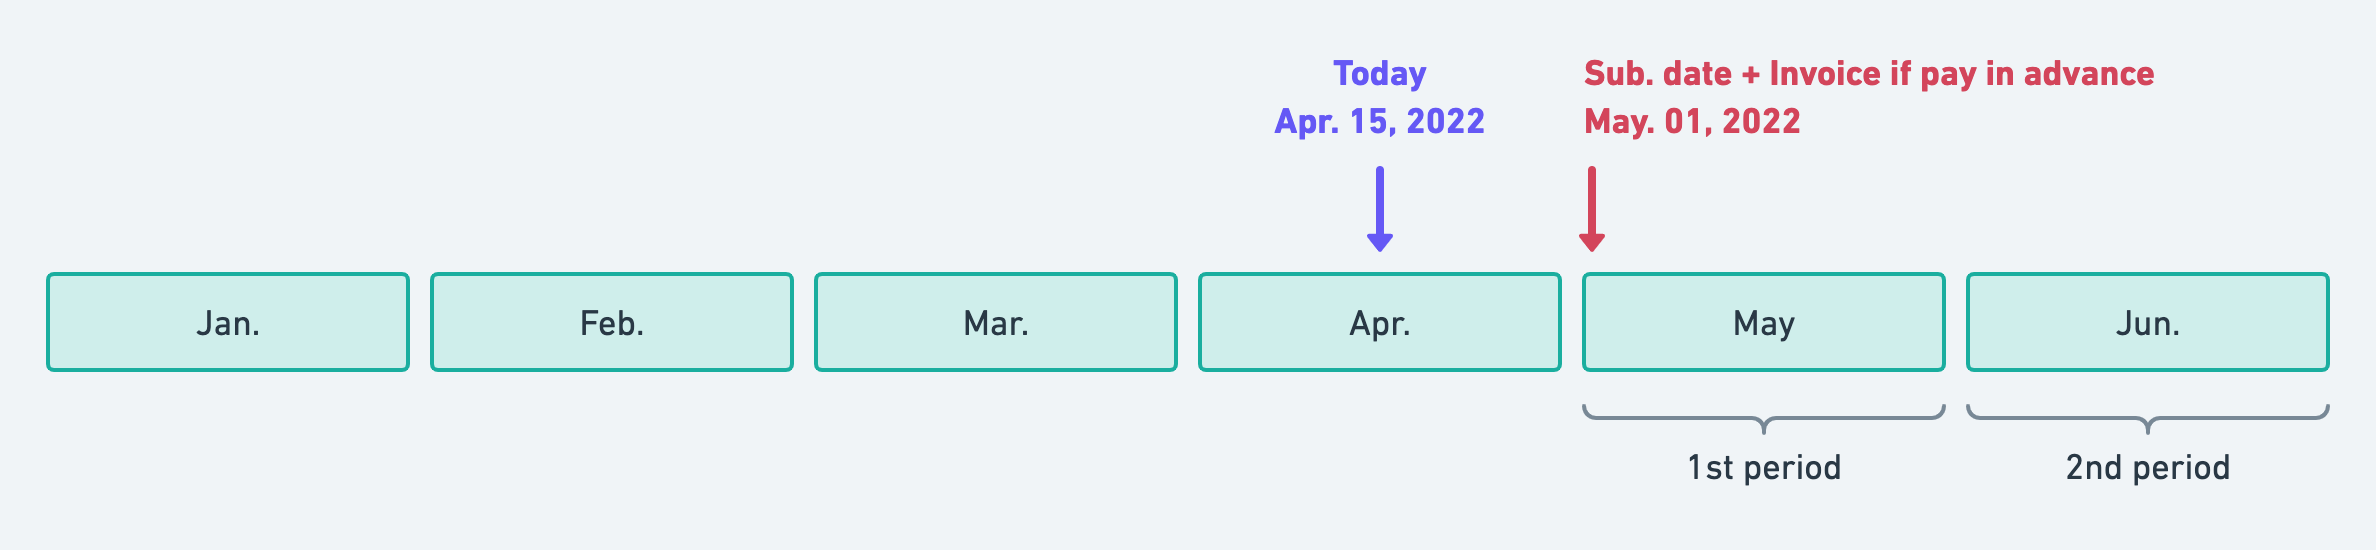 Today
Apr. 15, 2022
Sub. date + Invoice if pay in advance
May. 01, 2022
Jan.
Feb.
Mar.
Apr.
May
Jun.
1st period
2nd period